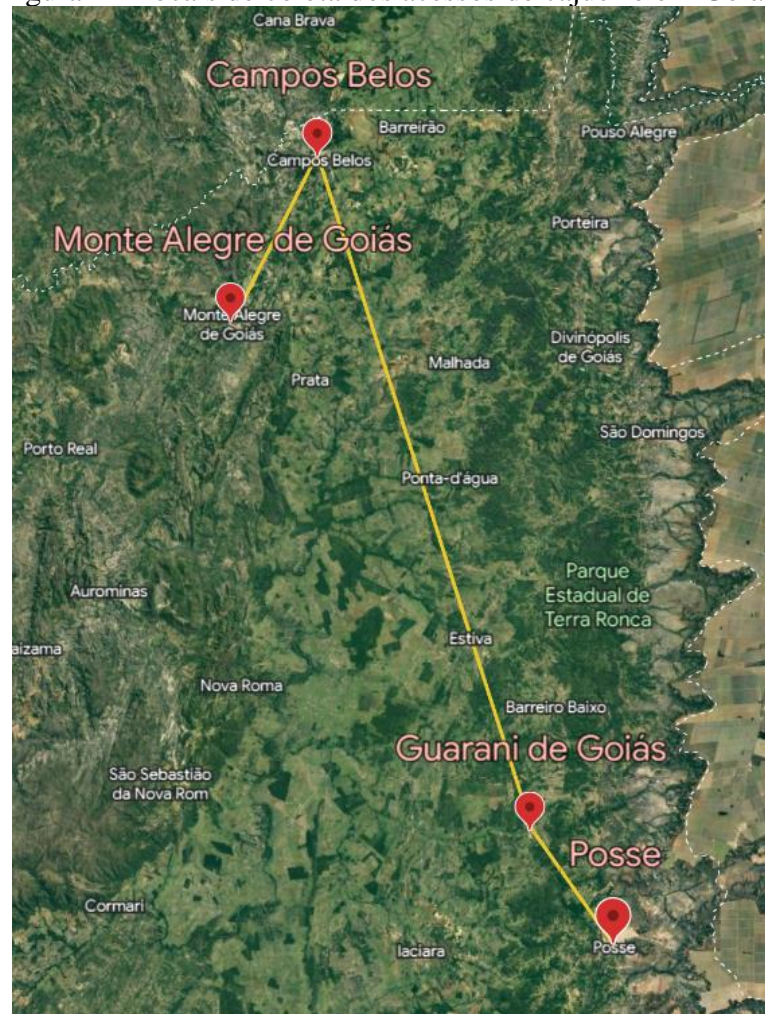 Cana Brava
Campos Belos
Barreirão
Pouso Alegre
Campos Belos
Porteira
Monte Alegre de Goiás
Monte Alegre
de Goiás
Divinópolis
de Goiás
Malhada
Prata
São Domingos
Porto Real
Ponta-d'água
Parque
Estadual de
Terra Ronca
Aurominas
Estiva
aizama
Nova Roma
Barreiro Baixo
Guarani de Goiás
São Sebastião
da Nova Rom
Posse
Cormari
Iaciara
Posse